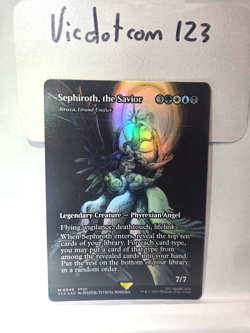 Vicdotcom 123
Sephiroth, the Savior
Atraxa, Grand Unifier
Legendary Creature — Phyrexian Angel
Flying, vigilance, deathtouch, lifelink
When Sephiroth enters, reveal the top
ten cards of your library. For each card type,
you may put a card of that type from
among the revealed cards into your hand.
Put the rest on the bottom of your library
in a random order.
7/7